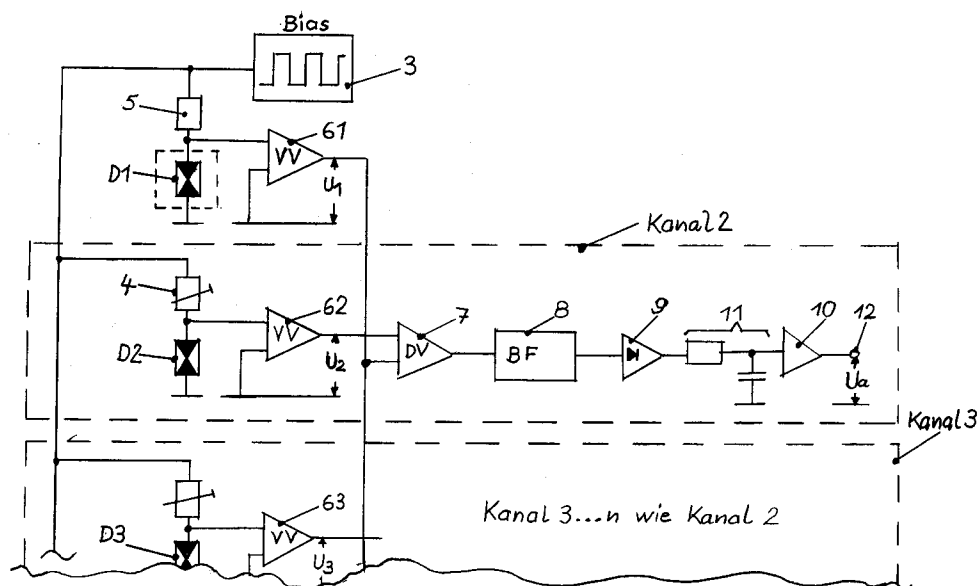 Bias
3
5
61
VV
D1
U1
Kanal 2
4
62
VV
D2
U2
7
DV
8
BF
9
11
10
12
Ua
Kanal 3
63
VV
D3
U3
Kanal 3...n wie Kanal 2